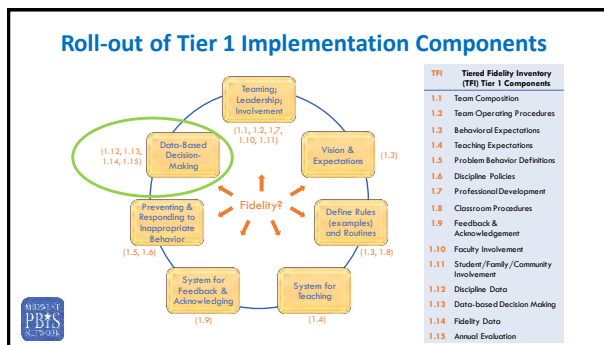 Roll-out of Tier 1 Implementation Components
Teaming;
Leadership;
Involvement
(1.1, 1.2, 1.7,
1.10, 1.11)
Vision &
Expectations
(1.3)
Define Rules
(examples)
and Routines
(1.3, 1.8)
System for
Teaching
(1.4)
System for
Feedback &
Acknowledging
(1.9)
Preventing &
Responding to
Inappropriate
Behavior
(1.5, 1.6)
Data-Based
Decision-
Making
(1.12, 1.13,
1.14, 1.15)
Fidelity?
TFI Tiered Fidelity Inventory
(TFI) Tier 1 Components
1.1 Team Composition
1.2 Team Operating Procedures
1.3 Behavioral Expectations
1.4 Teaching Expectations
1.5 Problem Behavior Definitions
1.6 Discipline Policies
1.7 Professional Development
1.8 Classroom Procedures
1.9 Feedback &
Acknowledgement
1.10 Faculty Involvement
1.11 Student/Family/Community
Involvement
1.12 Discipline Data
1.13 Data-based Decision Making
1.14 Fidelity Data
1.15 Annual Evaluation
MIDWEST
PBIS
NETWORK